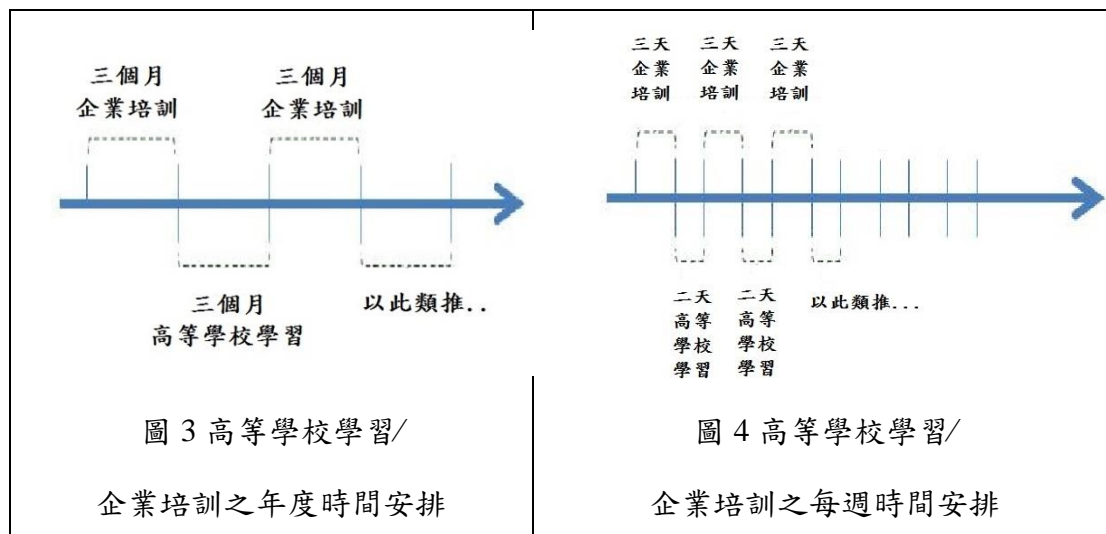 三個月
企業培訓
三個月
企業培訓
三個月
高等學校學習
以此類推..
圖 3 高等學校學習/
企業培訓之年度時間安排
三天
企業
培訓
三天
企業
培訓
三天
企業
培訓
二天
高等
學校
學習
二天
高等
學校
學習
以此類推...
圖 4 高等學校學習/
企業培訓之每週時間安排